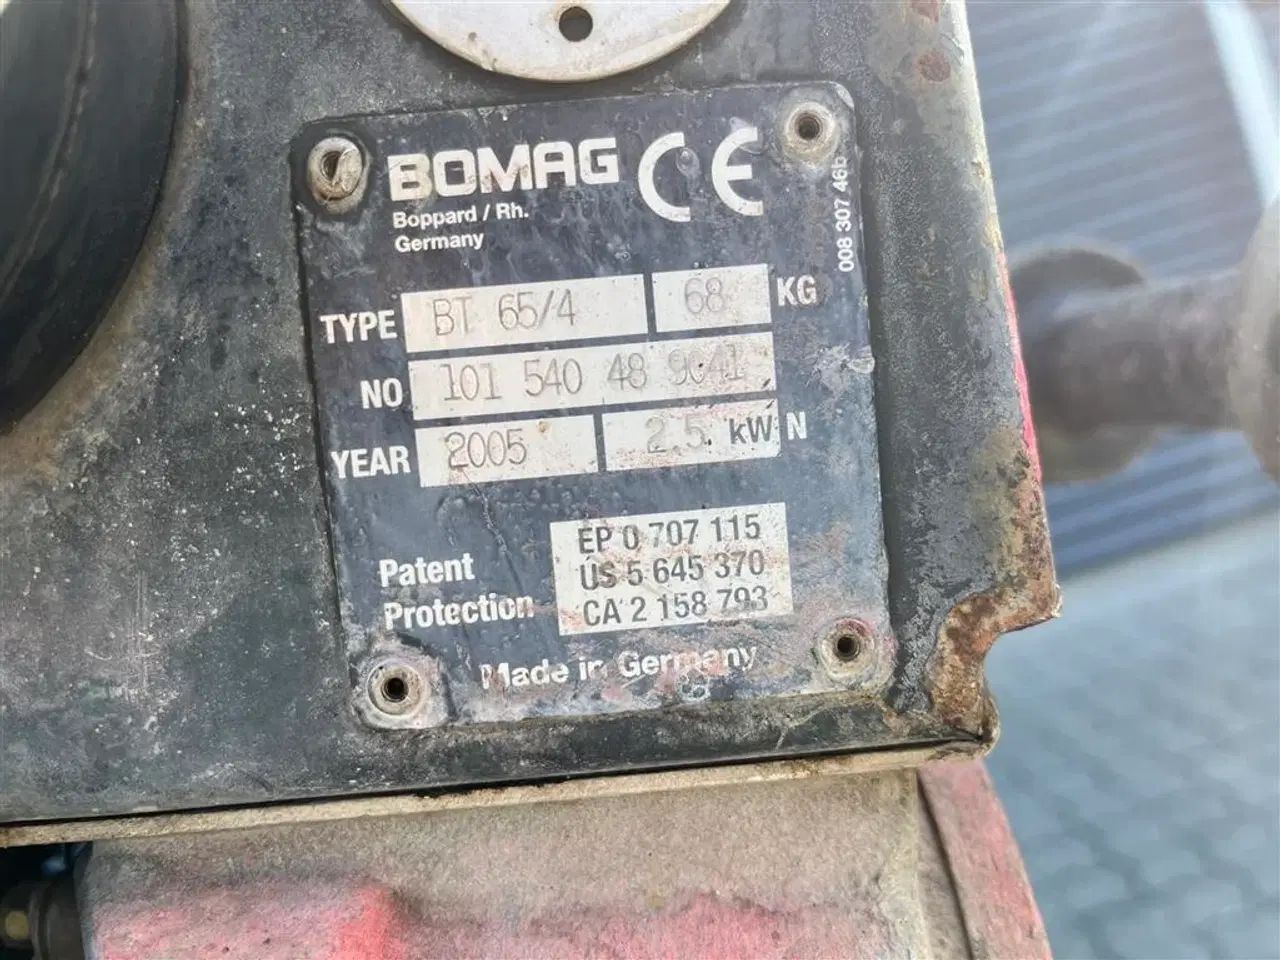 BOMAG CE
Boppard / Rh.
Germany
008 307 46b
TYPE BT 65/4 68 KG
NO 101 540 48 9041
YEAR 2005 2.5 kW N
Patent Protection
EP 0 707 115
US 5 645 370
CA 2 158 793
Made in Germany